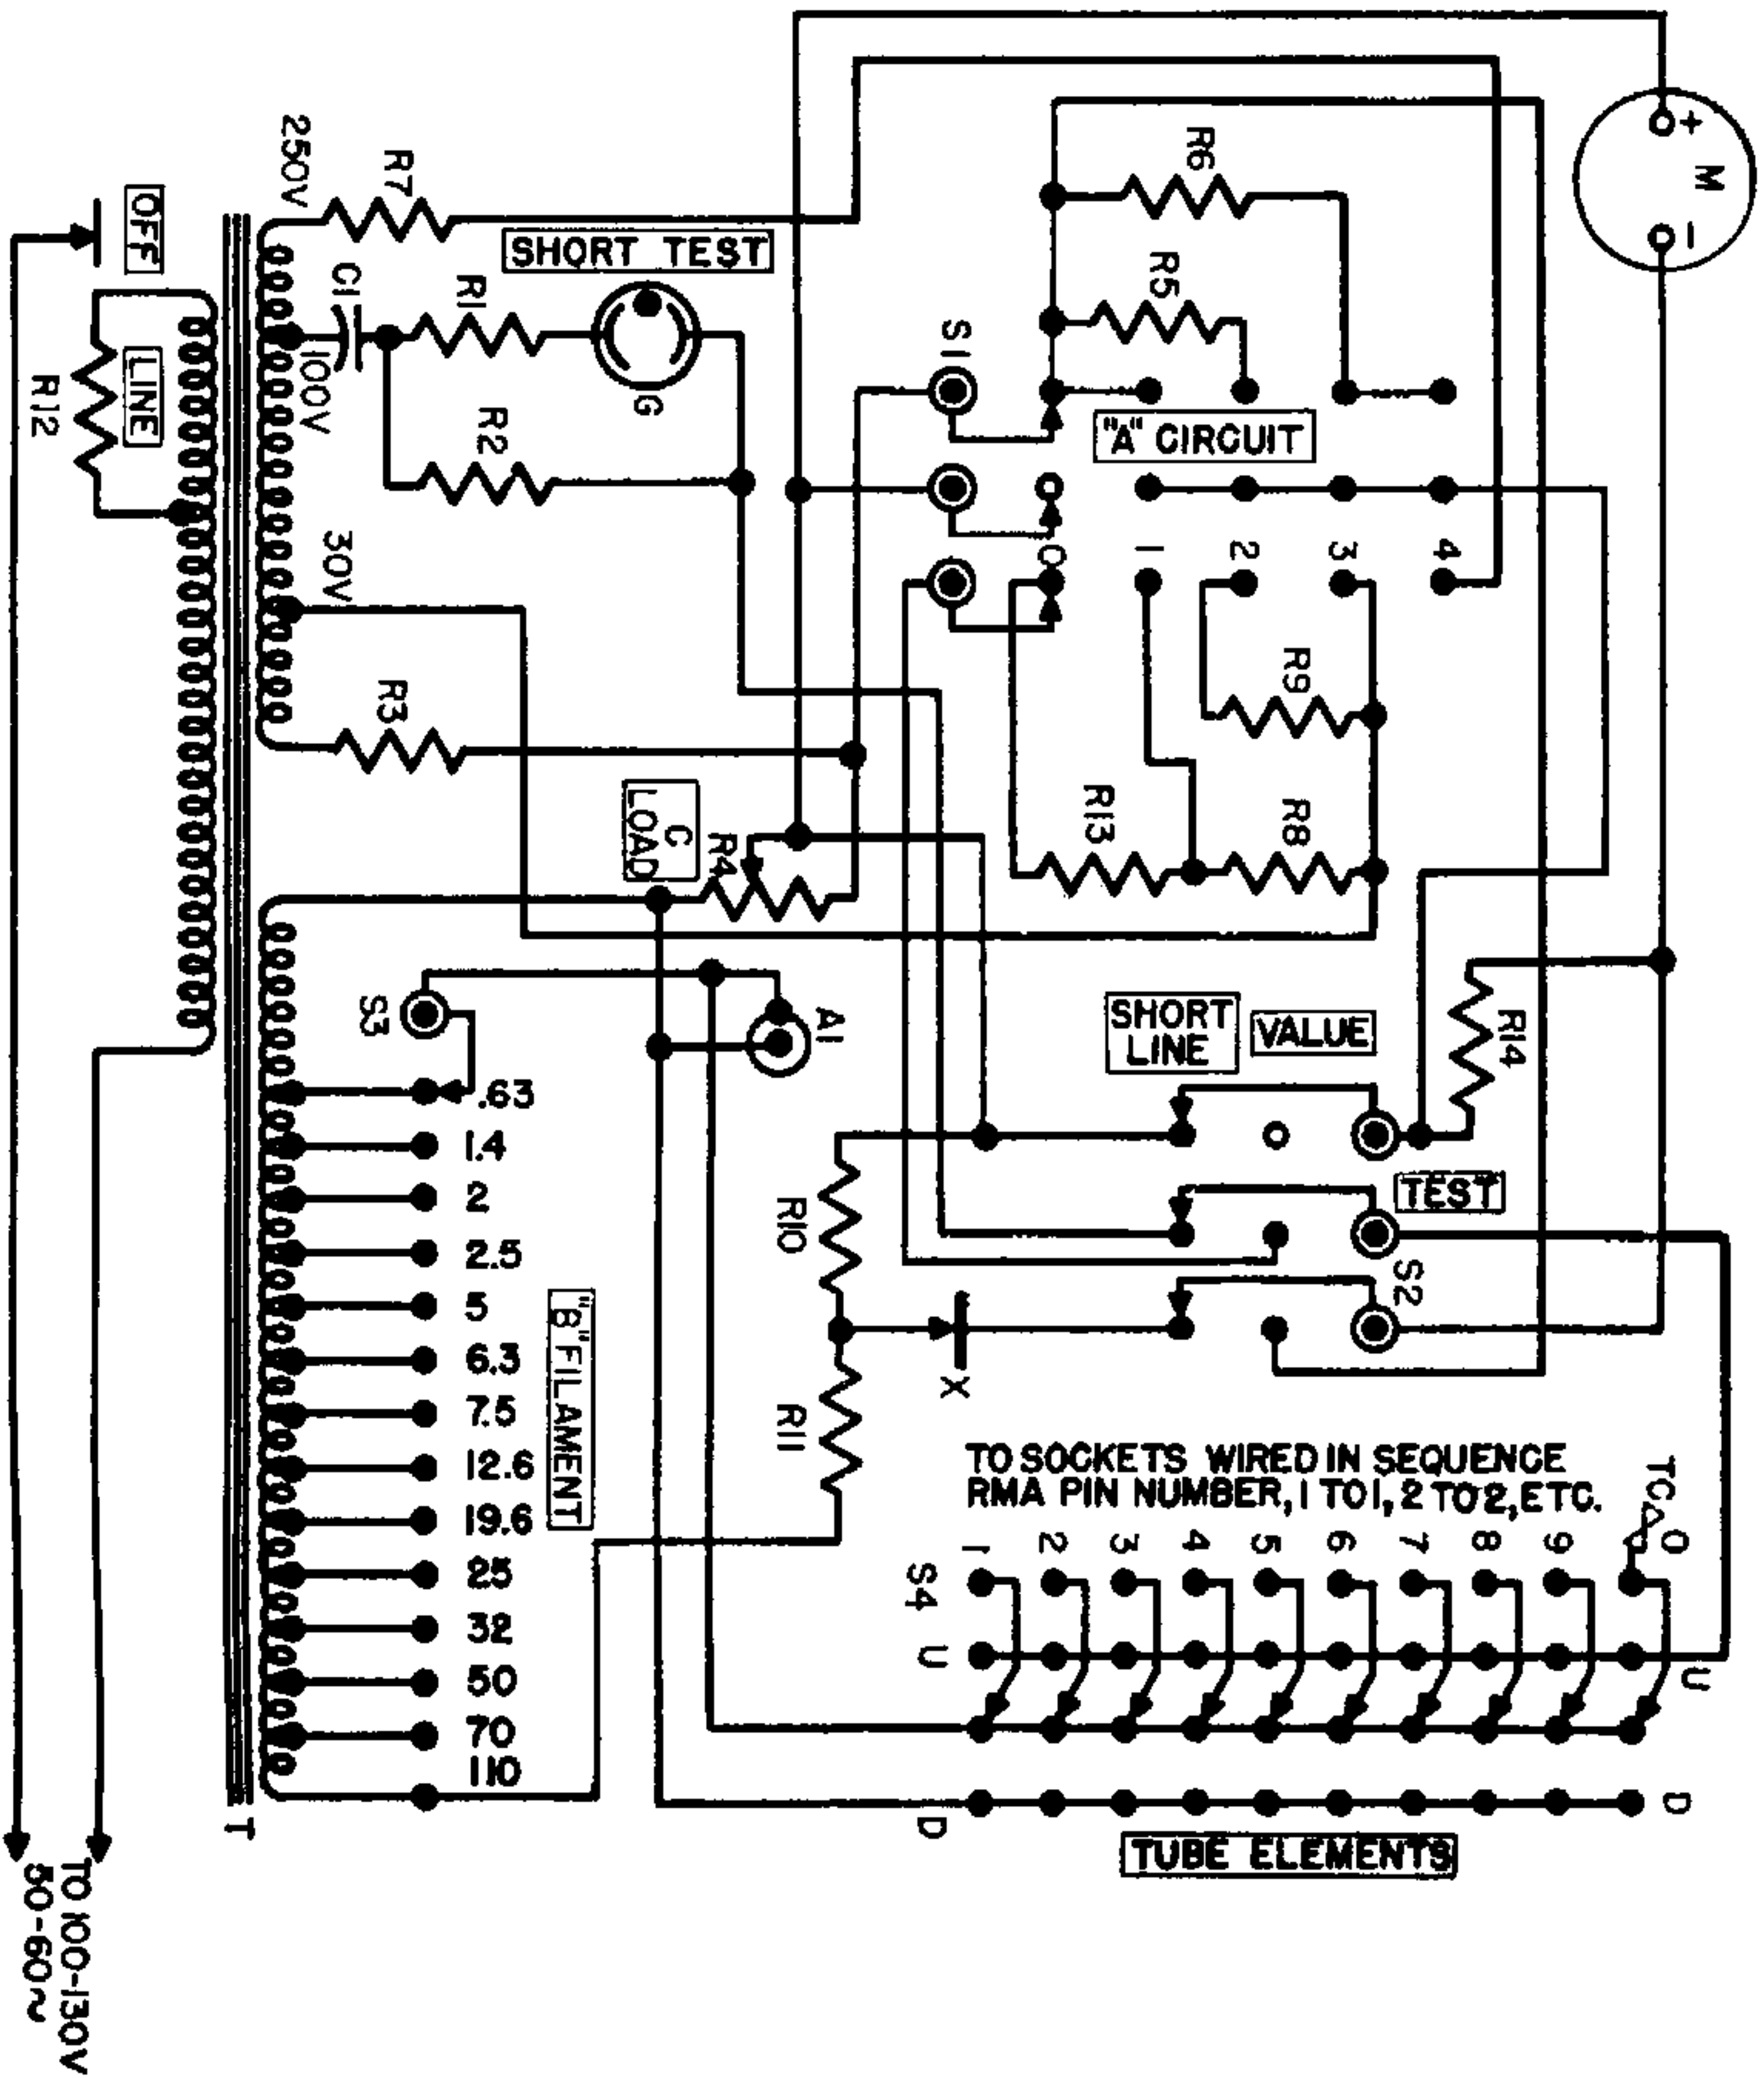 +
M
−
R6
250V
R7
OFF
SHORT TEST
R5
C1
R1
S1
100V
LINE
R12
G
R2
"A" CIRCUIT
30V
0
1
2
3
4
R9
R3
R13
R8
C
LOAD
R4
A1
S3
SHORT
LINE
VALUE
R14
.63
1.4
2
2.5
5
6.3
7.5
12.6
19.6
25
32
50
70
110
"B" FILAMENT
R10
TEST
S2
X
R11
TO SOCKETS WIRED IN SEQUENCE
RMA PIN NUMBER, 1 TO 1, 2 TO 2, ETC.
TC
1
2
3
4
5
6
7
8
9
0
S4
U
U
D
D
T
TUBE ELEMENTS
TO 100-130V
50-60~